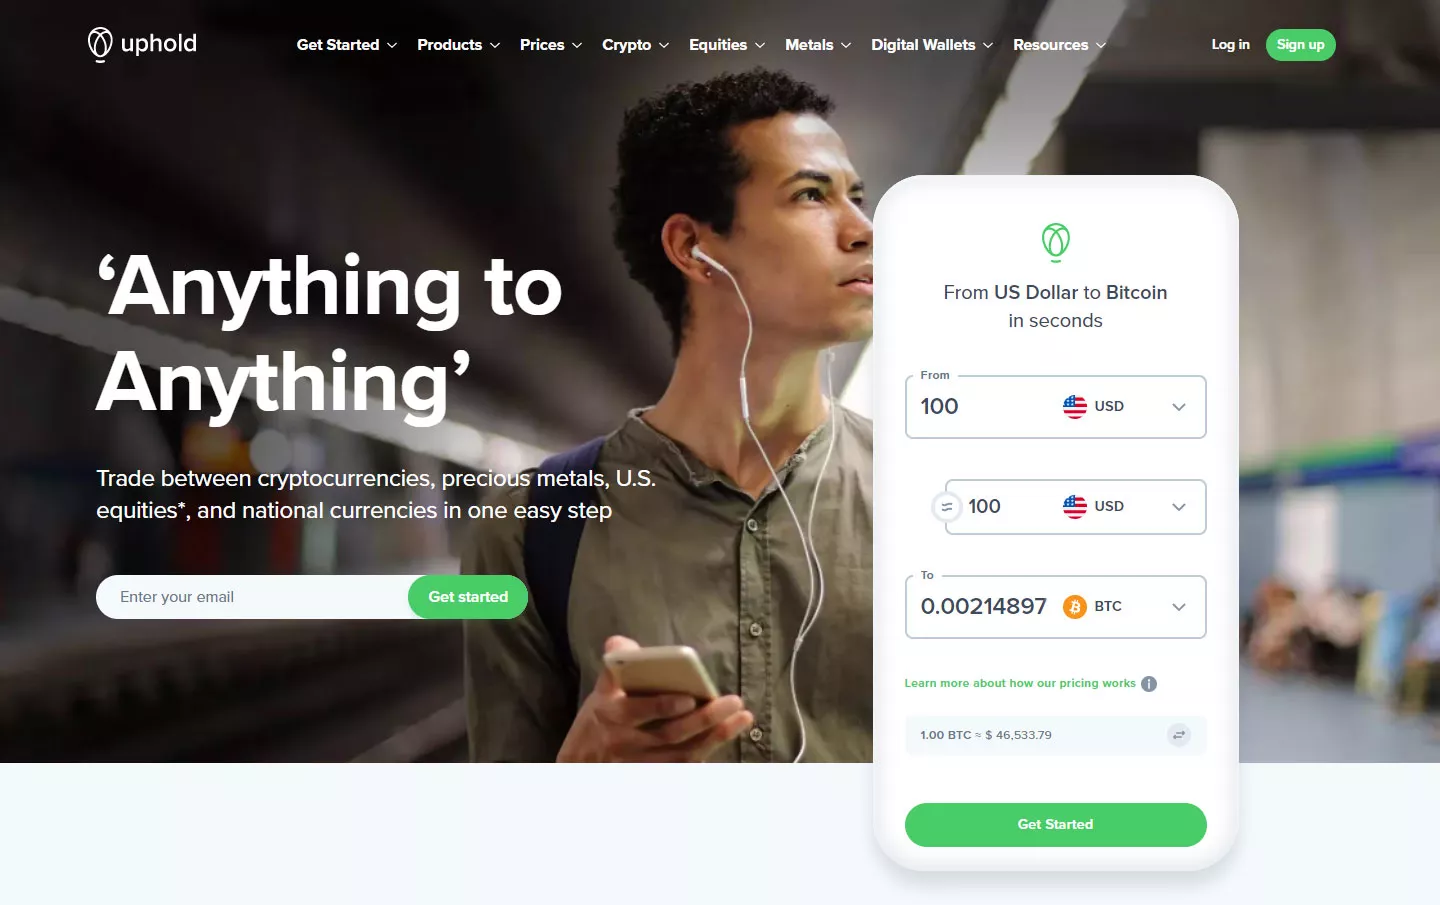 uphold
Get Started
Products
Prices
Crypto
Equities
Metals
Digital Wallets
Resources
Log in
Sign up
‘Anything to
Anything’
Trade between cryptocurrencies, precious metals, U.S.
equities*, and national currencies in one easy step
Enter your email
Get started
From US Dollar to Bitcoin
in seconds
From
100
USD
≈
100
USD
To
0.00214897
BTC
Learn more about how our pricing works
1.00 BTC ≈ $ 46,533.79
Get Started